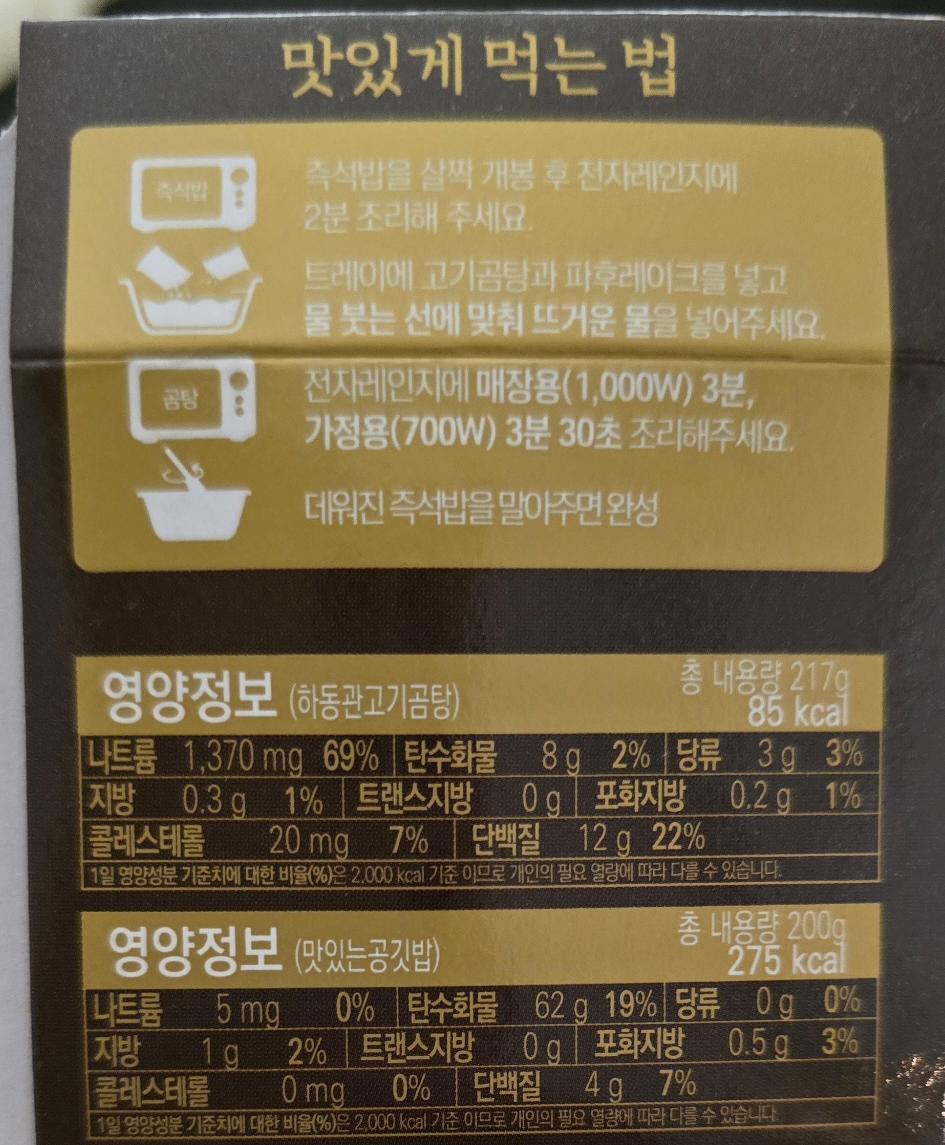 맛있게 먹는 법
즉석밥
즉석밥을 살짝 개봉 후 전자레인지에
2분 조리해 주세요.
트레이에 고기곰탕과 파후레이크를 넣고
물 붓는 선에 맞춰 뜨거운 물을 넣어주세요.
곰탕
전자레인지에 매장용(1,000W) 3분,
가정용(700W) 3분 30초 조리해주세요.
데워진 즉석밥을 말아주면 완성
영양정보 (하동관고기곰탕) 총 내용량 217g
85 kcal
나트륨 1,370 mg 69% 탄수화물 8 g 2% 당류 3 g 3%
지방 0.3 g 1% 트랜스지방 0 g 포화지방 0.2 g 1%
콜레스테롤 20 mg 7% 단백질 12 g 22%
1일 영양성분 기준치에 대한 비율(%)은 2,000 kcal 기준 이므로 개인의 필요 열량에 따라 다를 수 있습니다.
영양정보 (맛있는공깃밥) 총 내용량 200g
275 kcal
나트륨 5 mg 0% 탄수화물 62 g 19% 당류 0 g 0%
지방 1 g 2% 트랜스지방 0 g 포화지방 0.5 g 3%
콜레스테롤 0 mg 0% 단백질 4 g 7%
1일 영양성분 기준치에 대한 비율(%)은 2,000 kcal 기준 이므로 개인의 필요 열량에 따라 다를 수 있습니다.